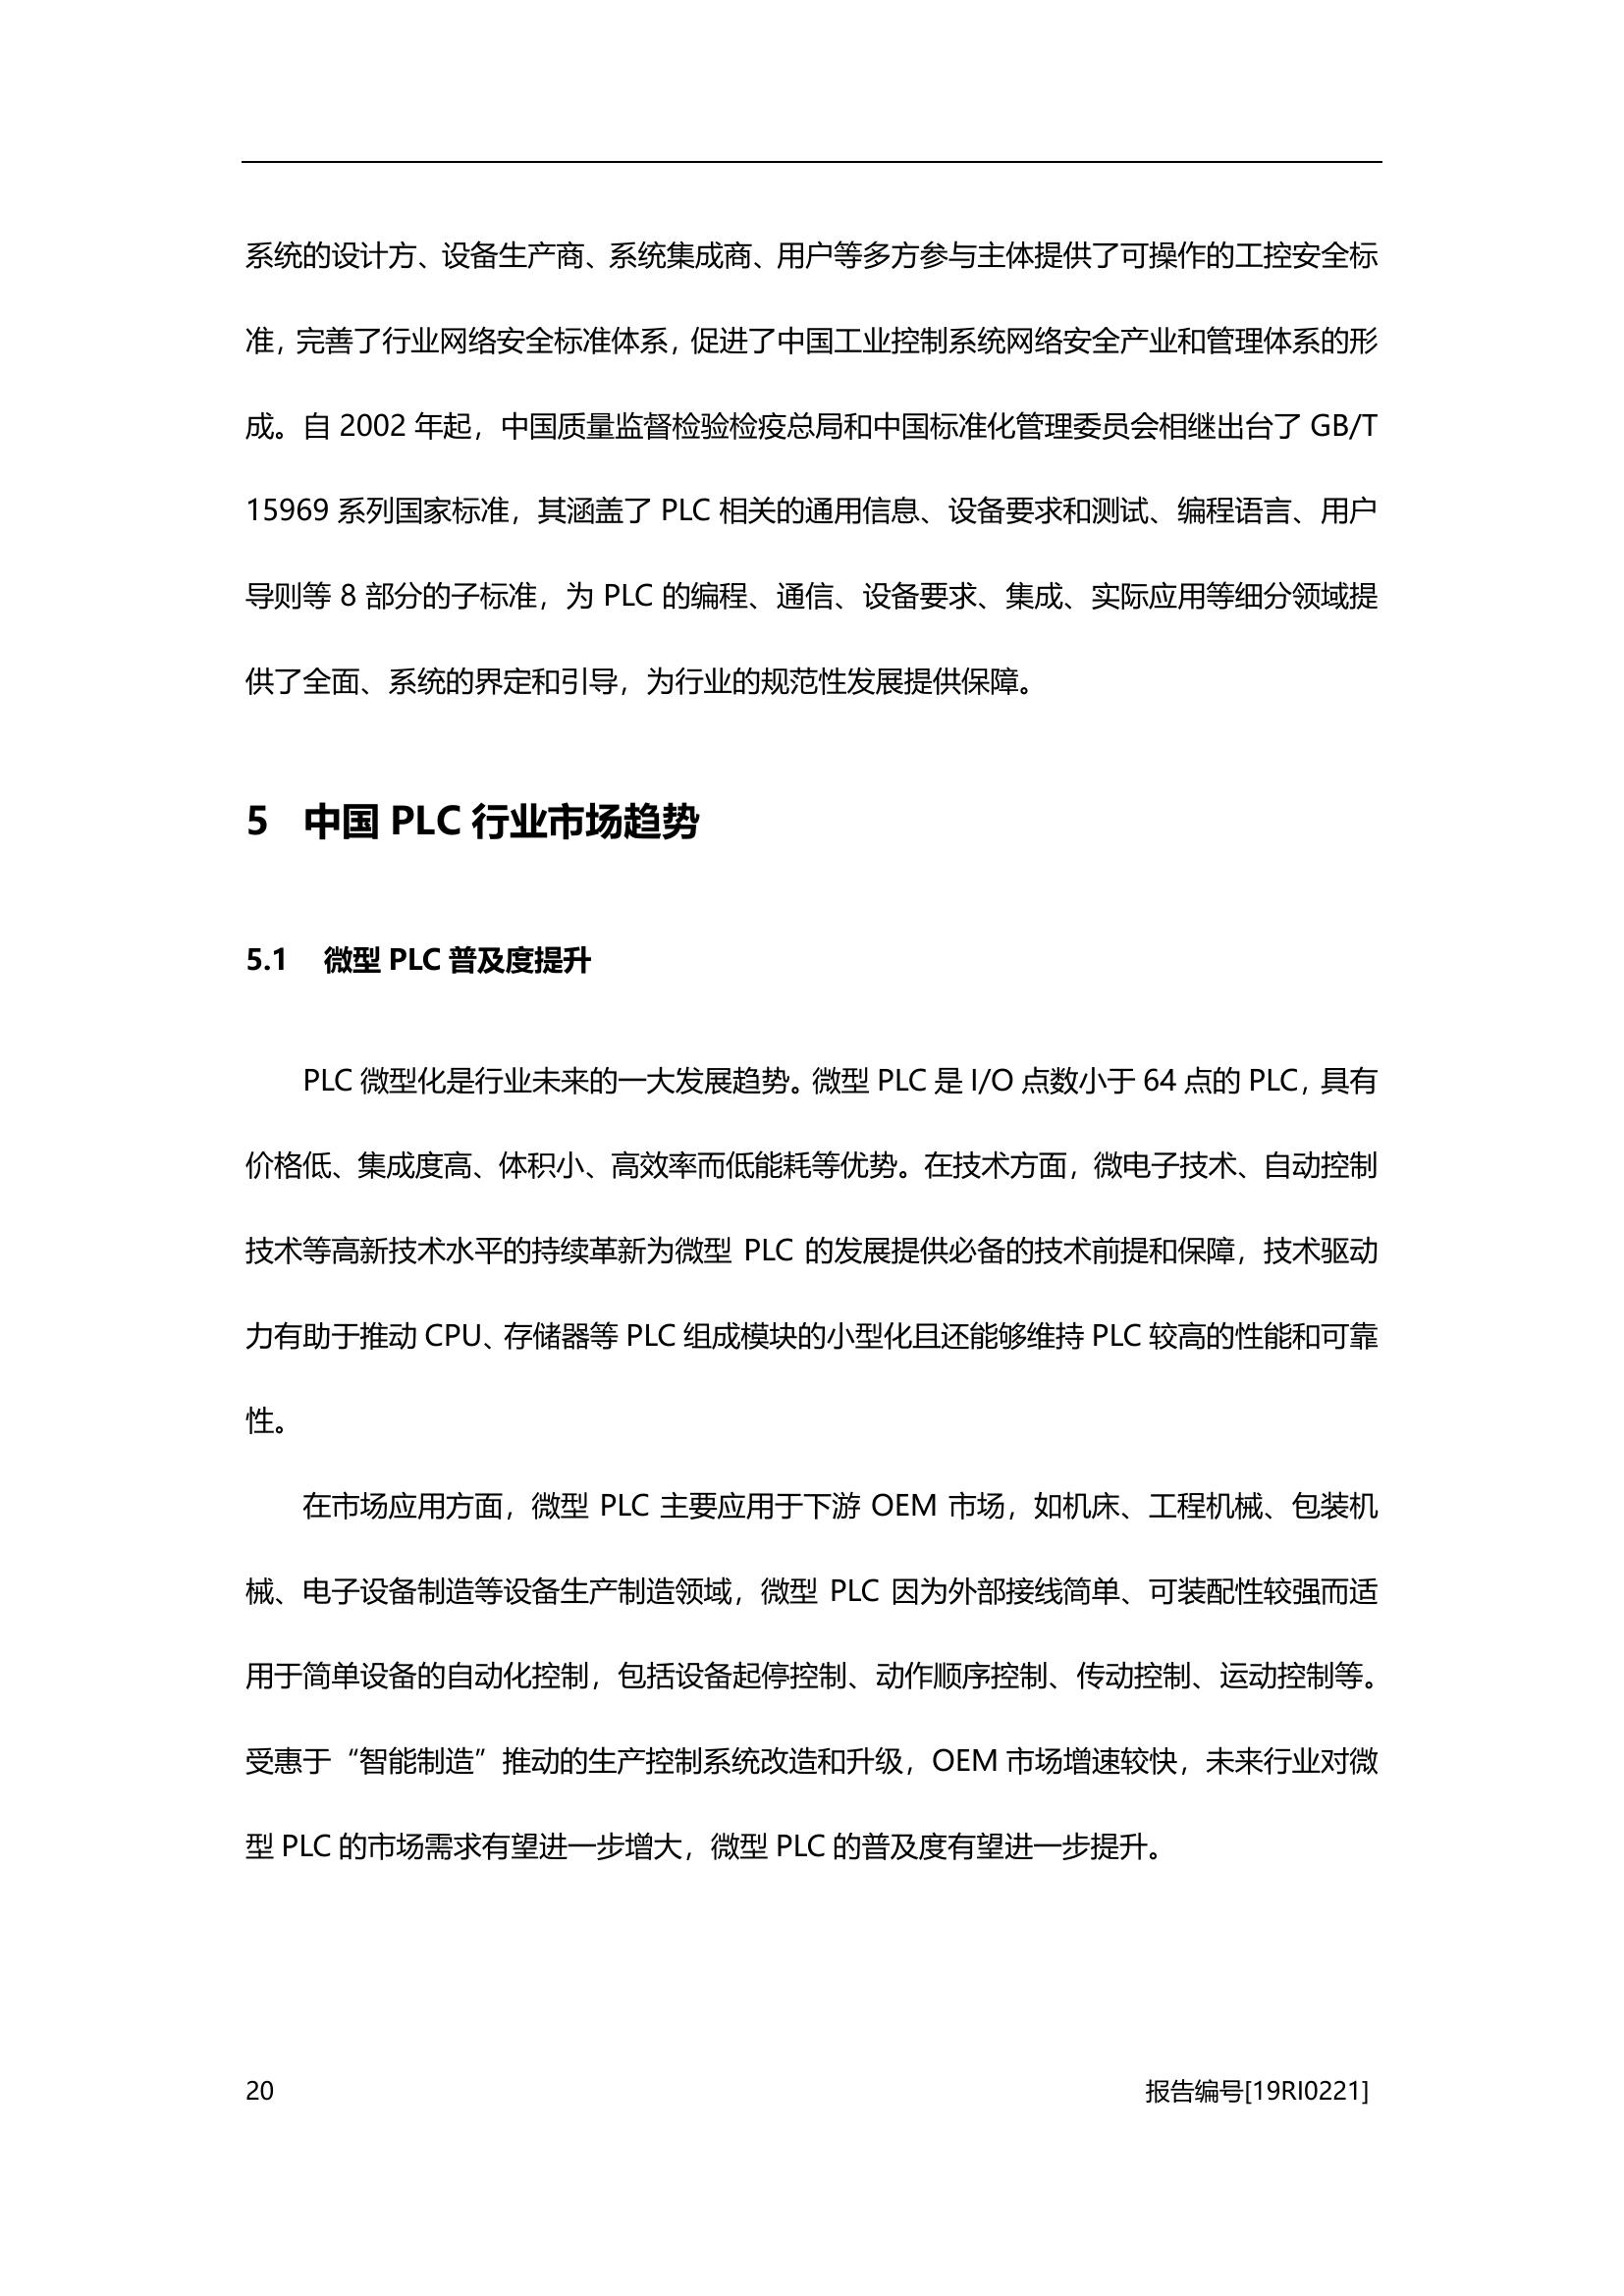 系统的设计方、设备生产商、系统集成商、用户等多方参与主体提供了可操作的工控安全标
准，完善了行业网络安全标准体系，促进了中国工业控制系统网络安全产业和管理体系的形
成。自 2002 年起，中国质量监督检验检疫总局和中国标准化管理委员会相继出台了 GB/T
15969 系列国家标准，其涵盖了 PLC 相关的通用信息、设备要求和测试、编程语言、用户
导则等 8 部分的子标准，为 PLC 的编程、通信、设备要求、集成、实际应用等细分领域提
供了全面、系统的界定和引导，为行业的规范性发展提供保障。
5 中国 PLC 行业市场趋势
5.1 微型 PLC 普及度提升
PLC 微型化是行业未来的一大发展趋势。微型 PLC 是 I/O 点数小于 64 点的 PLC，具有
价格低、集成度高、体积小、高效率而低能耗等优势。在技术方面，微电子技术、自动控制
技术等高新技术水平的持续革新为微型 PLC 的发展提供必备的技术前提和保障，技术驱动
力有助于推动 CPU、存储器等 PLC 组成模块的小型化且还能够维持 PLC 较高的性能和可靠
性。
在市场应用方面，微型 PLC 主要应用于下游 OEM 市场，如机床、工程机械、包装机
械、电子设备制造等设备生产制造领域，微型 PLC 因为外部接线简单、可装配性较强而适
用于简单设备的自动化控制，包括设备起停控制、动作顺序控制、传动控制、运动控制等。
受惠于“智能制造”推动的生产控制系统改造和升级，OEM 市场增速较快，未来行业对微
型 PLC 的市场需求有望进一步增大，微型 PLC 的普及度有望进一步提升。
20 报告编号[19RI0221]